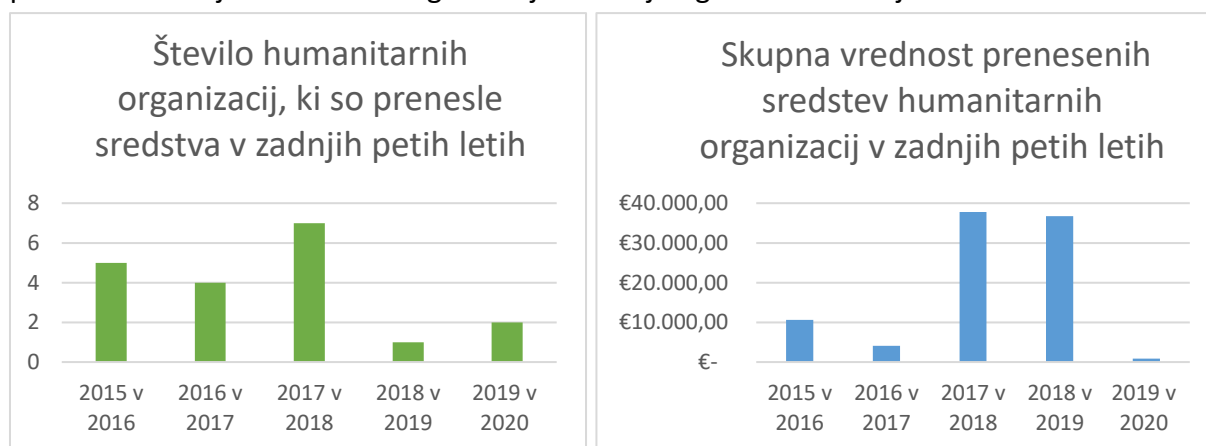 Število humanitarnih
organizacij, ki so prenesle
sredstva v zadnjih petih letih
8
6
4
2
0
2015 v
2016
2016 v
2017
2017 v
2018
2018 v
2019
2019 v
2020
Skupna vrednost prenesenih
sredstev humanitarnih
organizacij v zadnjih petih letih
€40.000,00
€30.000,00
€20.000,00
€10.000,00
€-
2015 v
2016
2016 v
2017
2017 v
2018
2018 v
2019
2019 v
2020